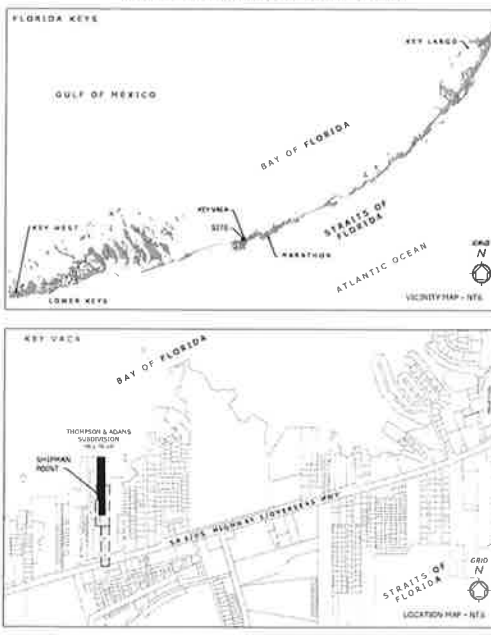 FLORIDA KEYS
KEY LARGO
GULF OF MEXICO
BAY OF FLORIDA
KEY VACA
SITE
KEY WEST
STRAITS OF
FLORIDA
MARATHON
ATLANTIC OCEAN
GRID
N
LOWER KEYS
VICINITY MAP - NTS
KEY VACA
BAY OF FLORIDA
THOMPSON & ADAMS
SUBDIVISION
SHIPMAN
POINT
OVERSEAS HWY
STRAITS OF
FLORIDA
GRID
N
LOCATION MAP - NTS